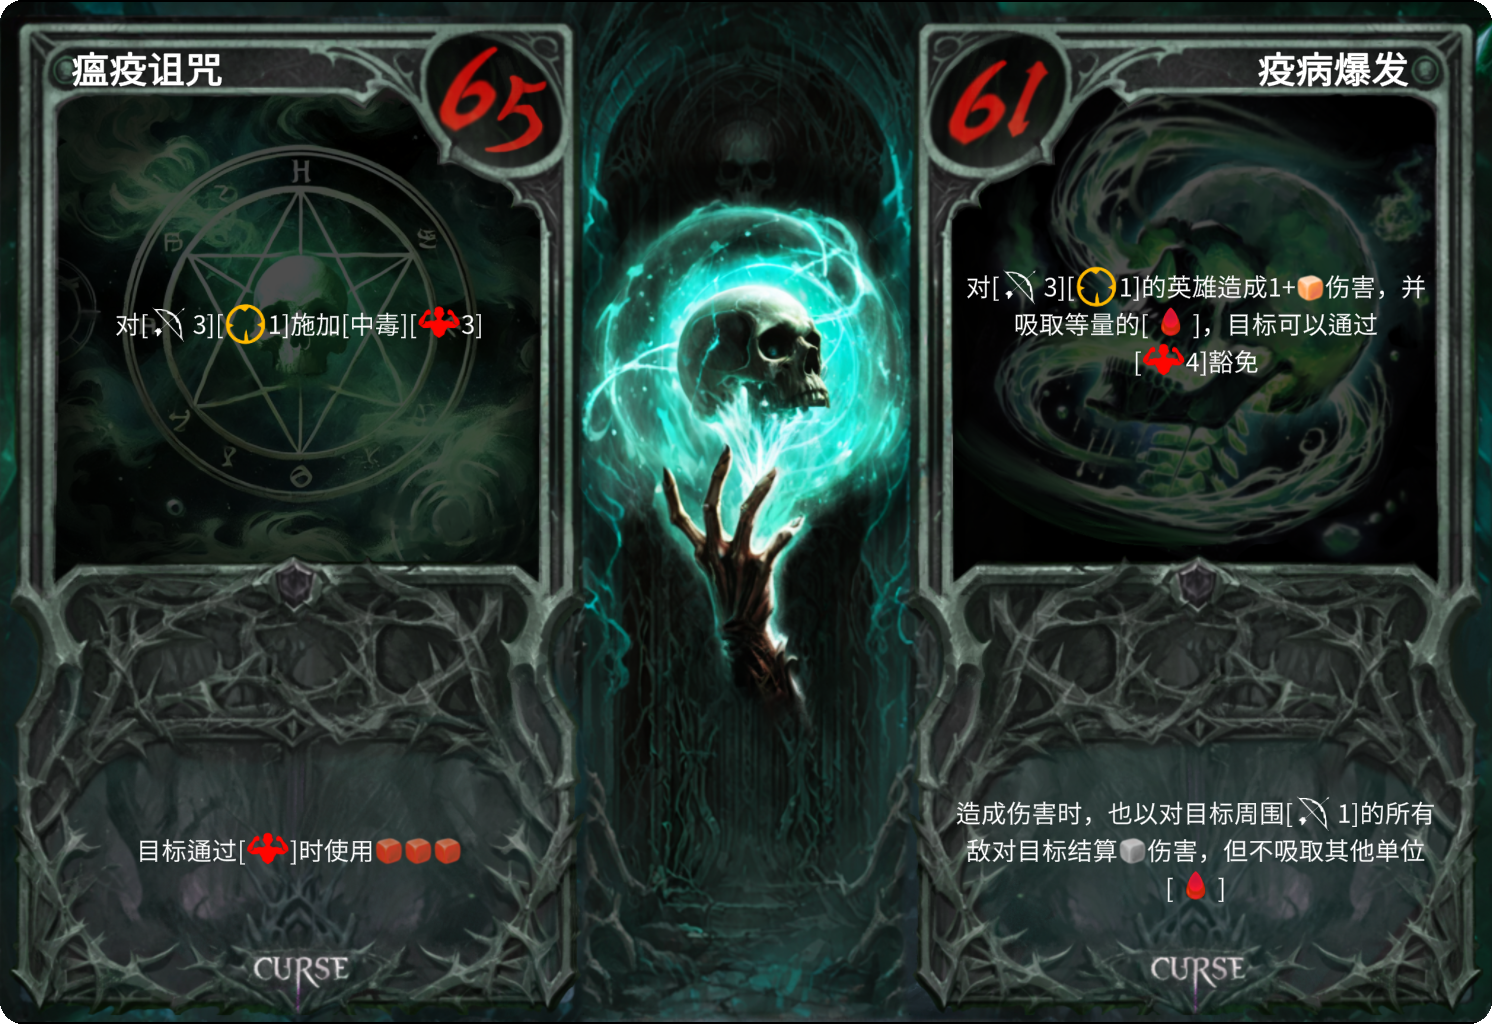 瘟疫诅咒
65
对[3][1]施加[中毒][3]
目标通过[]时使用
CURSE
61
疫病爆发
对[3][1]的英雄造成1+伤害，并
吸取等量的[]，目标可以通过
[4]豁免
造成伤害时，也以对目标周围[1]的所有
敌对目标结算伤害，但不吸取其他单位
[]
CURSE